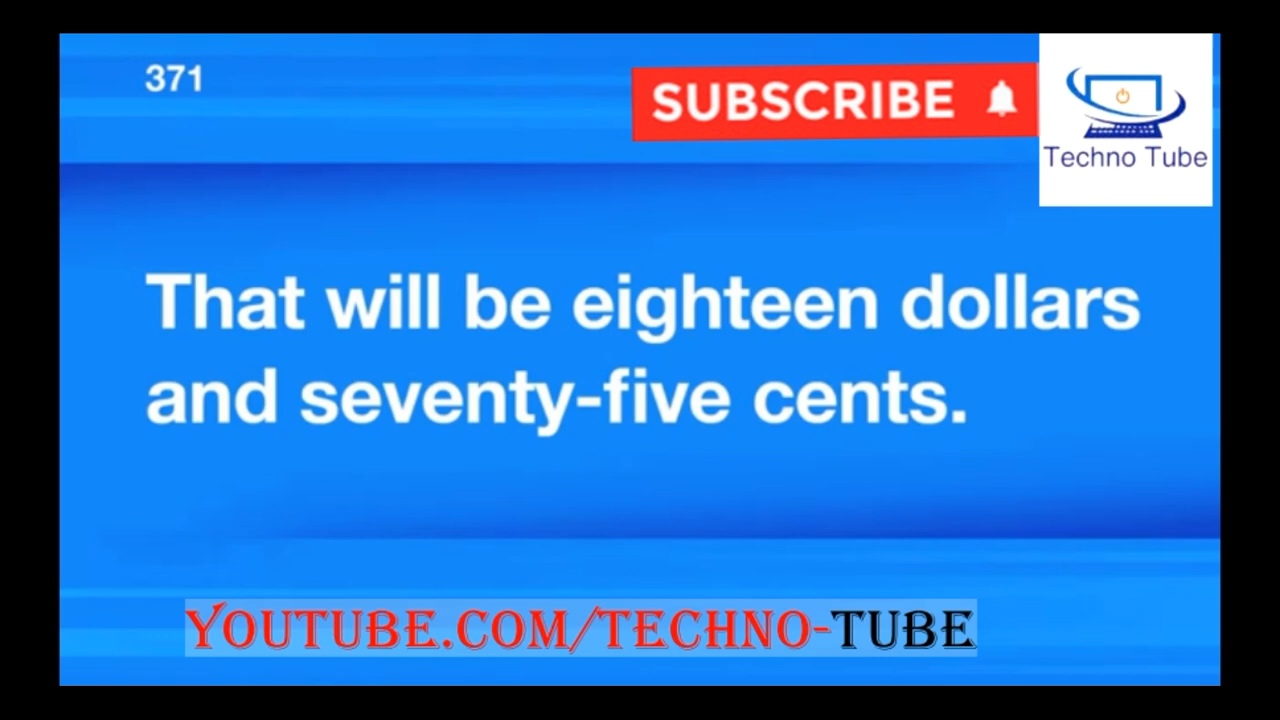 371
SUBSCRIBE
Techno Tube
That will be eighteen dollars
and seventy-five cents.
YOUTUBE.COM/TECHNO-TUBE